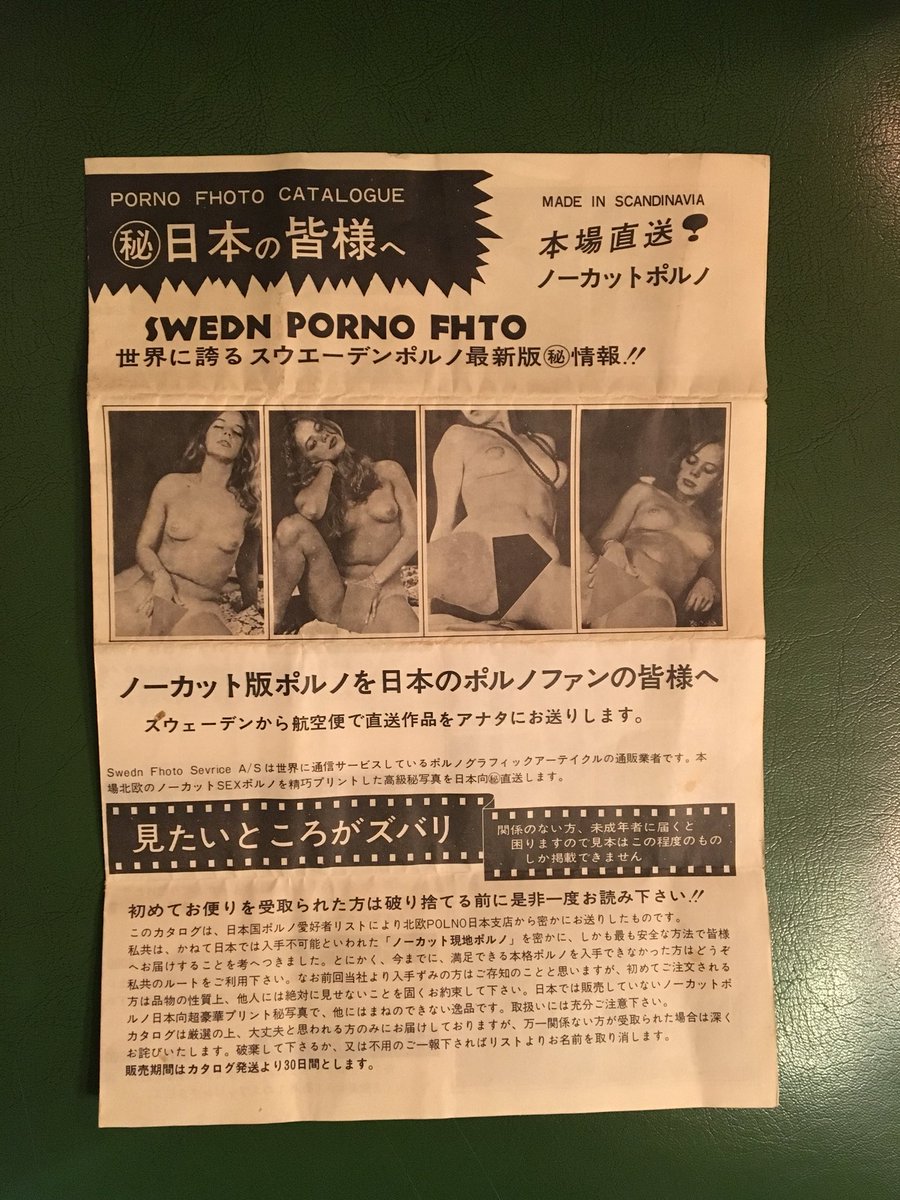 PORNO FHOTO CATALOGUE
㊙日本の皆様へ
MADE IN SCANDINAVIA
本場直送
ノーカットポルノ
SWEDN PORNO FHTO
世界に誇るスウエーデンポルノ最新版㊙情報!!
ノーカット版ポルノを日本のポルノファンの皆様へ
スウェーデンから航空便で直送作品をアナタにお送りします。
Swedn Fhoto Sevrice A/Sは世界に通信サービスしているポルノグラフィックアーテイクルの通販業者です。本
場北欧のノーカットSEXポルノを精巧プリントした高級秘写真を日本向㊙直送します。
見たいところがズバリ
関係のない方、未成年者に届くと
困りますので見本はこの程度のもの
しか掲載できません
初めてお便りを受取られた方は破り捨てる前に是非一度お読み下さい!!
このカタログは、日本国ポルノ愛好者リストにより北欧POLNO日本支店から密かにお送りしたものです。
私共は、かねて日本では入手不可能といわれた「ノーカット現地ポルノ」を密かに、しかも最も安全な方法で皆様
へお届けすることを考へつきました。とにかく、今までに、満足できる本格ポルノを入手できなかった方はどうぞ
私共のルートをご利用下さい。なお前回当社より入手ずみの方はご存知のことと思いますが、初めてご注文される
方は品物の性質上、他人には絶対に見せないことを固くお約束して下さい。日本では販売していないノーカットポ
ルノ日本向超豪華プリント秘写真で、他にはまねのできない逸品です。取扱いには充分ご注意下さい。
カタログは厳選の上、大丈夫と思われる方のみにお届けしておりますが、万一関係ない方が受取られた場合は深く
お詫びいたします。破棄して下さるか、又は不用のご一報下さればリストよりお名前を取り消します。
販売期間はカタログ発送より30日間とします。